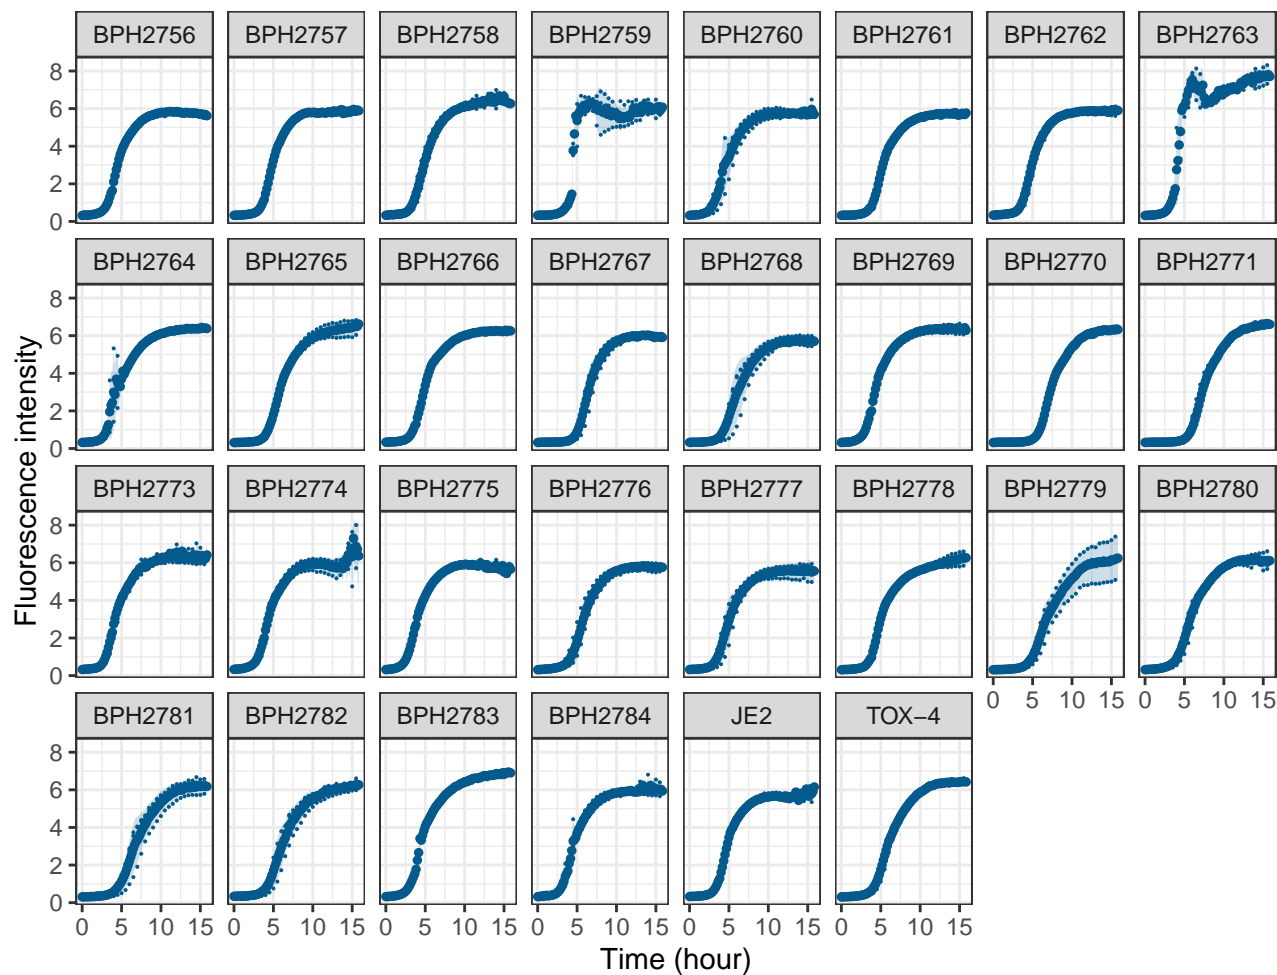 BPH2756 BPH2757 BPH2758 BPH2759 BPH2760 BPH2761 BPH2762 BPH2763
8
6
4
2
0
BPH2764 BPH2765 BPH2766 BPH2767 BPH2768 BPH2769 BPH2770 BPH2771
8
6
4
2
0
Fluorescence intensity
BPH2773 BPH2774 BPH2775 BPH2776 BPH2777 BPH2778 BPH2779 BPH2780
8
6
4
2
0
0 5 10 15 0 5 10 15
BPH2781 BPH2782 BPH2783 BPH2784 JE2 TOX−4
8
6
4
2
0
0 5 10 15 0 5 10 15 0 5 10 15 0 5 10 15 0 5 10 15 0 5 10 15
Time (hour)